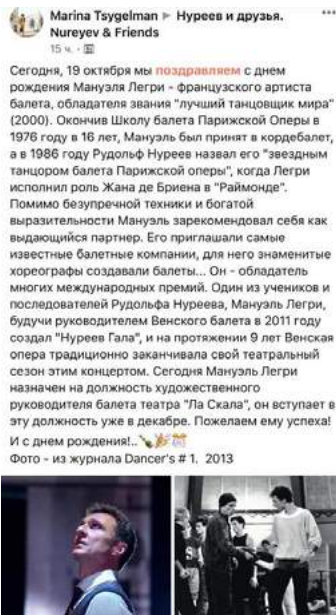 Marina Tsygelman ▸ Нуреев и друзья.
Nureyev & Friends
15 ч. ·
Сегодня, 19 октября мы поздравляем с днем
рождения Мануэля Легри - французского артиста
балета, обладателя звания "лучший танцовщик мира"
(2000). Окончив Школу балета Парижской Оперы в
1976 году в 16 лет, Мануэль был принят в кордебалет,
а в 1986 году Рудольф Нуреев назвал его "звездным
танцором балета Парижской оперы", когда Легри
исполнил роль Жана де Бриена в "Раймонде".
Помимо безупречной техники и богатой
выразительности Мануэль зарекомендовал себя как
выдающийся партнер. Его приглашали самые
известные балетные компании, для него знаменитые
хореографы создавали балеты... Он - обладатель
многих международных премий. Один из учеников и
последователей Рудольфа Нуреева, Мануэль Легри,
будучи руководителем Венского балета в 2011 году
создал "Нуреев Гала", и на протяжении 9 лет Венская
опера традиционно заканчивала свой театральный
сезон этим концертом. Сегодня Мануэль Легри
назначен на должность художественного
руководителя балета театра "Ла Скала", он вступает в
эту должность уже в декабре. Пожелаем ему успеха!
И с днем рождения!..🍾🎉🎊
Фото - из журнала Dancer's # 1. 2013